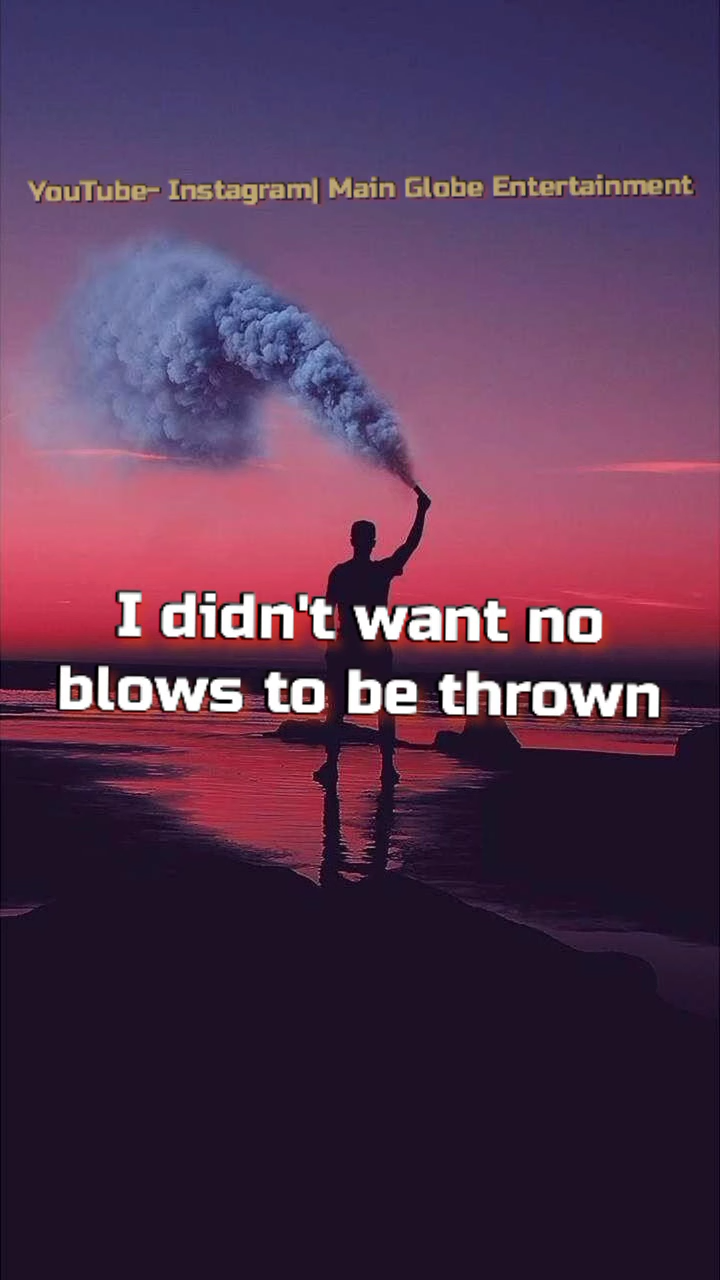 YouTube- Instagram| Main Globe Entertainment
I didn't want no
blows to be thrown